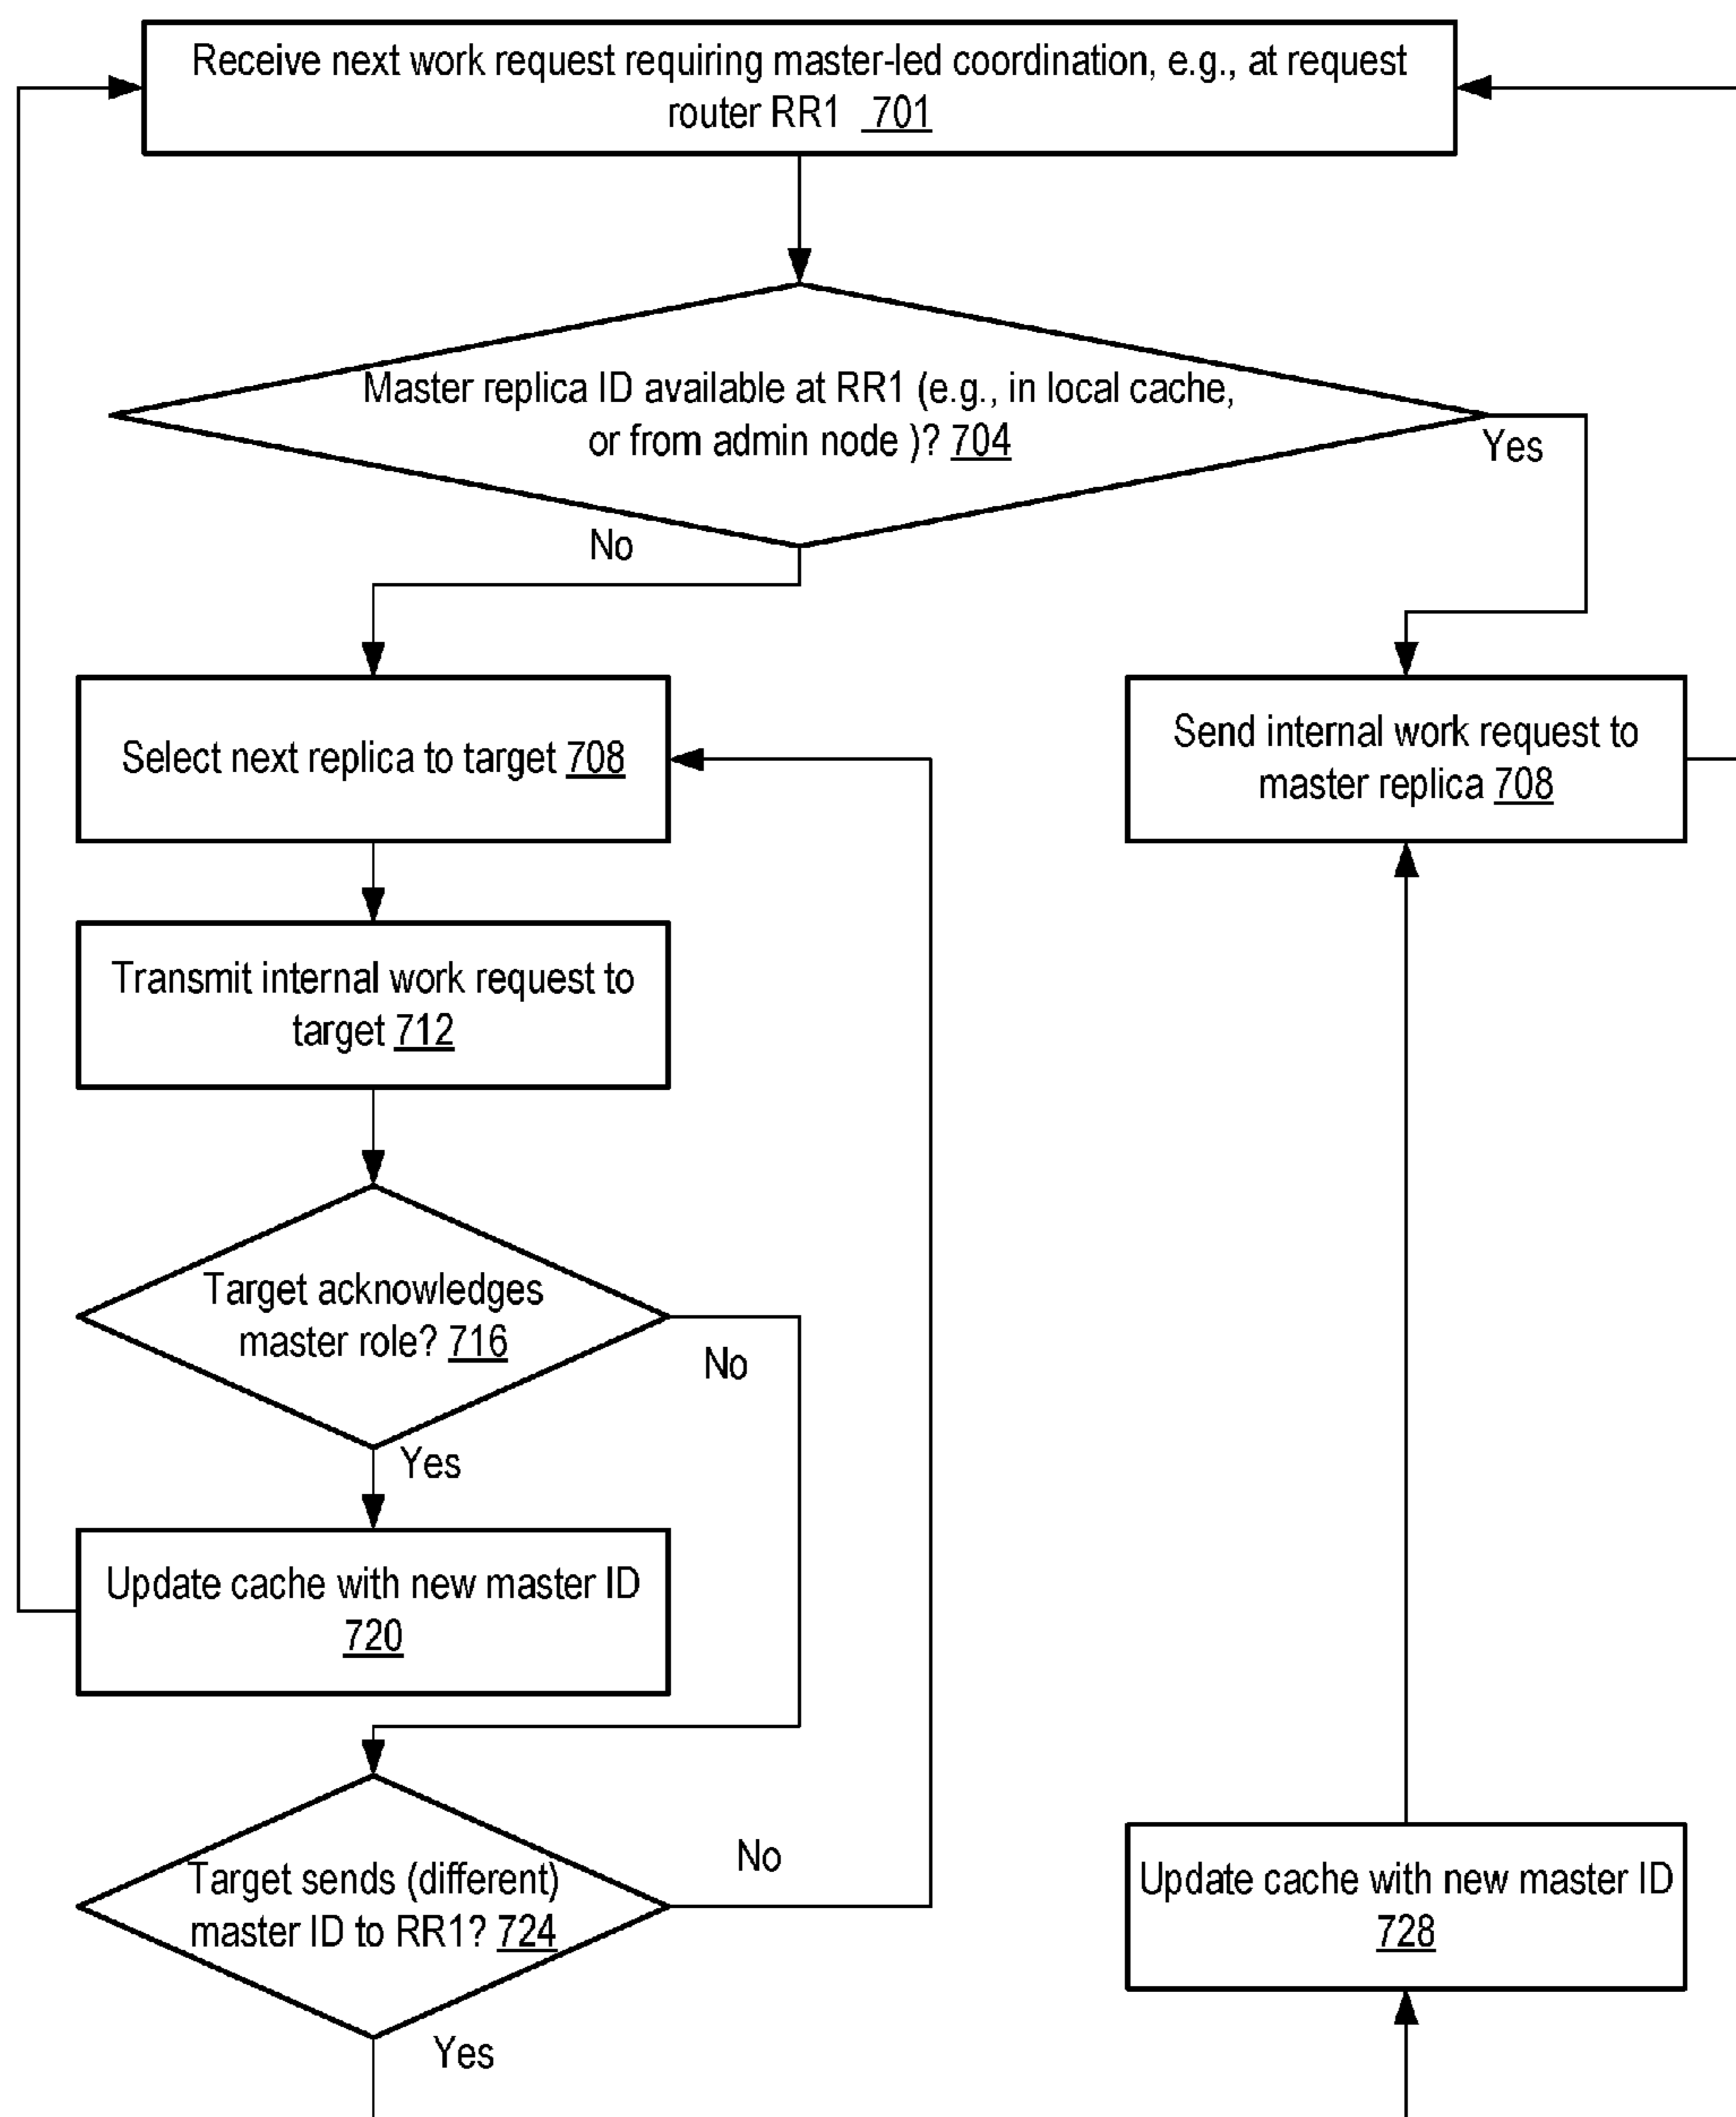 Receive next work request requiring master-led coordination, e.g., at request
router RR1 701
Master replica ID available at RR1 (e.g., in local cache,
or from admin node )? 704
Yes
No
Select next replica to target 708
Send internal work request to
master replica 708
Transmit internal work request to
target 712
Target acknowledges
master role? 716
No
Yes
Update cache with new master ID
720
Target sends (different)
master ID to RR1? 724
No
Yes
Update cache with new master ID
728